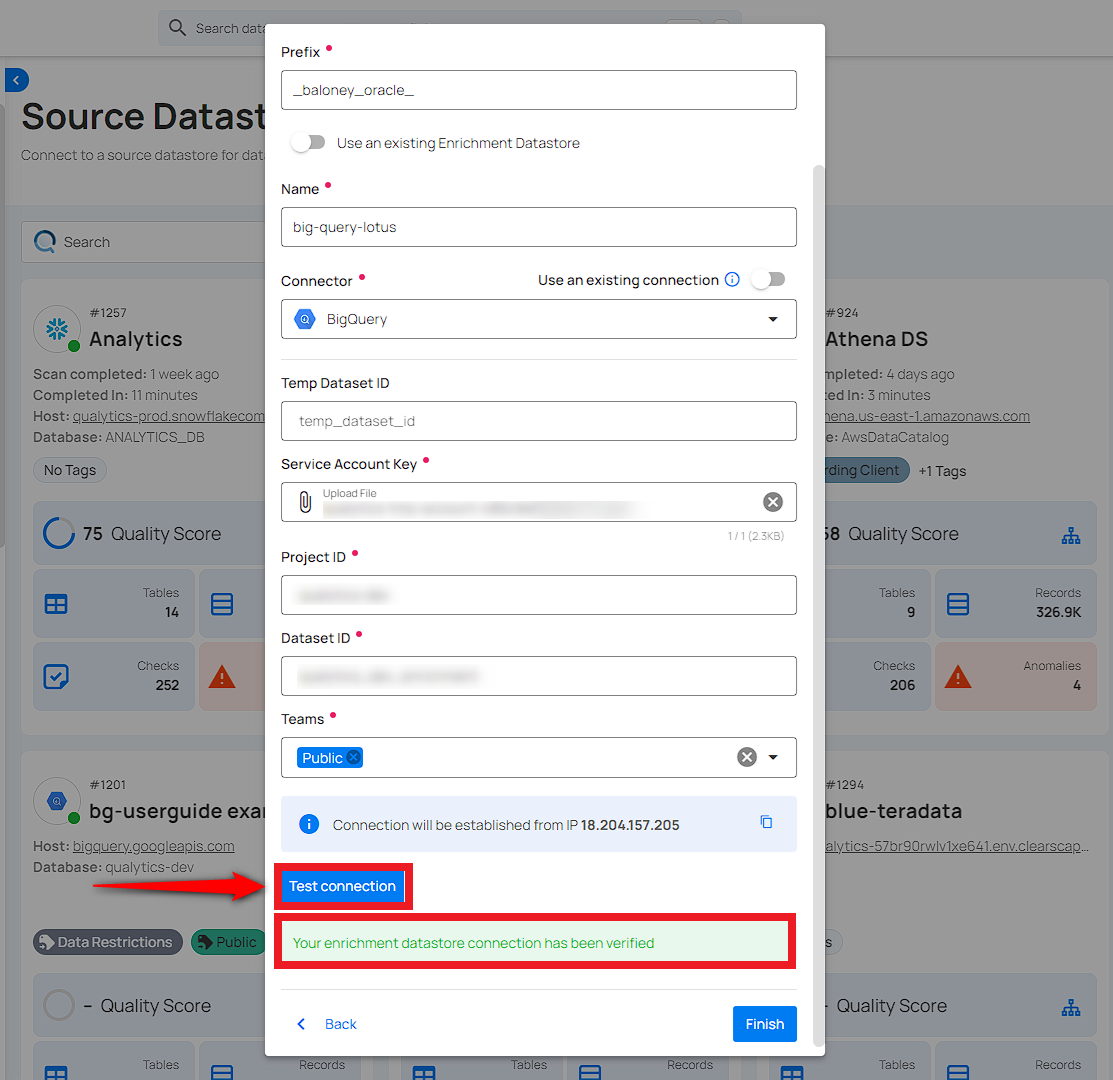 Search data
Source Datast
Connect to a source datastore for dat
Search
#1257
Analytics
Scan completed: 1 week ago
Completed In: 11 minutes
Host: qualytics-prod.snowflakecom
Database: ANALYTICS_DB
No Tags
75 Quality Score
Tables
14
Checks
252
#1201
bg-userguide exar
Host: bigquery.googleapis.com
Database: qualytics-dev
Data Restrictions
Public
– Quality Score
Tables
Records
Prefix
_baloney_oracle_
Use an existing Enrichment Datastore
Name
big-query-lotus
Connector
Use an existing connection
BigQuery
Temp Dataset ID
temp_dataset_id
Service Account Key
Upload File
1 / 1 (2.3KB)
Project ID
Dataset ID
Teams
Public
Connection will be established from IP 18.204.157.205
Test connection
Your enrichment datastore connection has been verified
Back
Finish
Tables
Records
#924
Athena DS
mpleted: 4 days ago
ed In: 3 minutes
hena.us-east-1.amazonaws.com
e: AwsDataCatalog
rding Client
+1 Tags
68 Quality Score
Tables
9
Records
326.9K
Checks
206
Anomalies
4
#1294
blue-teradata
alytics-57br90rwlv1xe641.env.clearscap...
s
- Quality Score
Tables
Records